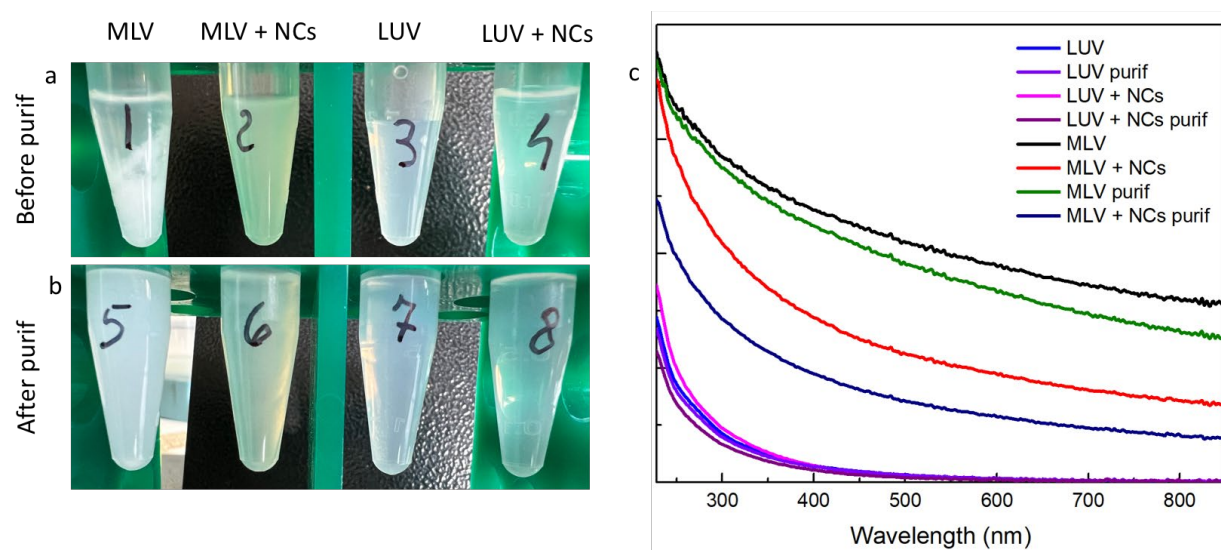 MLV MLV + NCs LUV LUV + NCs
a
Before purif
1 2 3 4
b
After purif
5 6 7 8
c
LUV
LUV purif
LUV + NCs
LUV + NCs purif
MLV
MLV + NCs
MLV purif
MLV + NCs purif
300 400 500 600 700 800
Wavelength (nm)